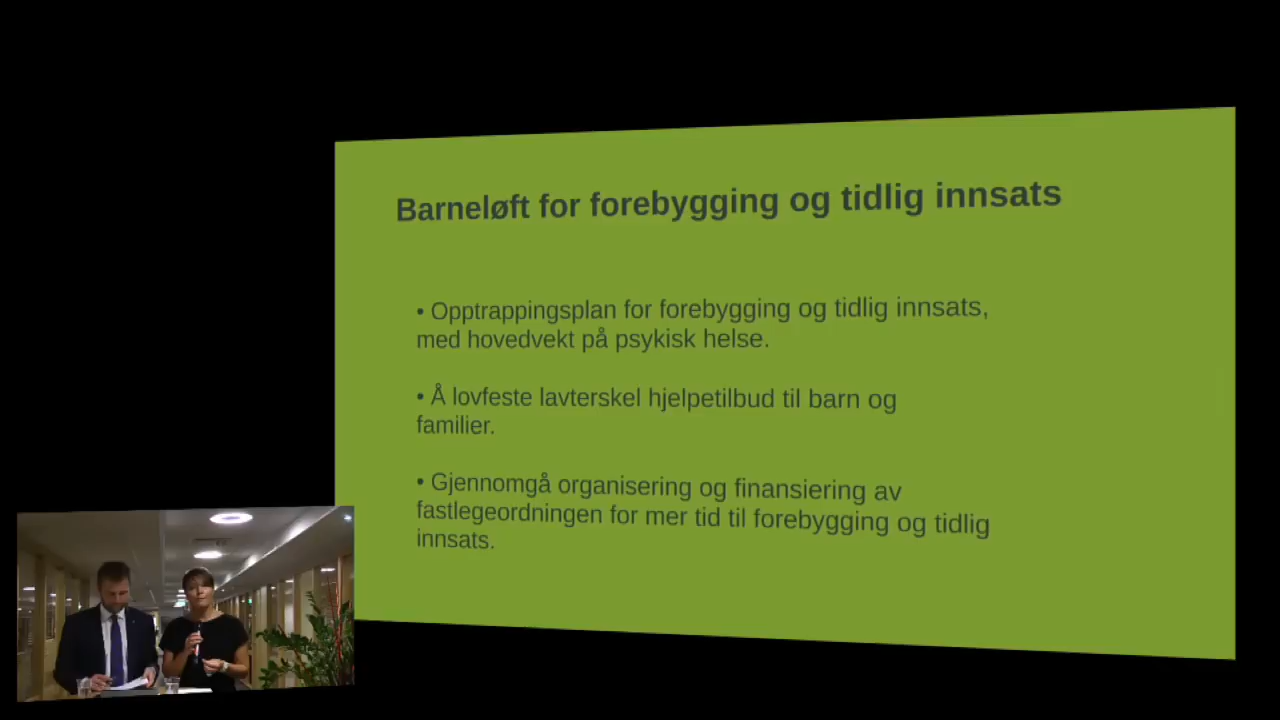 Barneløft for forebygging og tidlig innsats
• Opptrappingsplan for forebygging og tidlig innsats,
med hovedvekt på psykisk helse.
• Å lovfeste lavterskel hjelpetilbud til barn og
familier.
• Gjennomgå organisering og finansiering av
fastlegeordningen for mer tid til forebygging og tidlig
innsats.